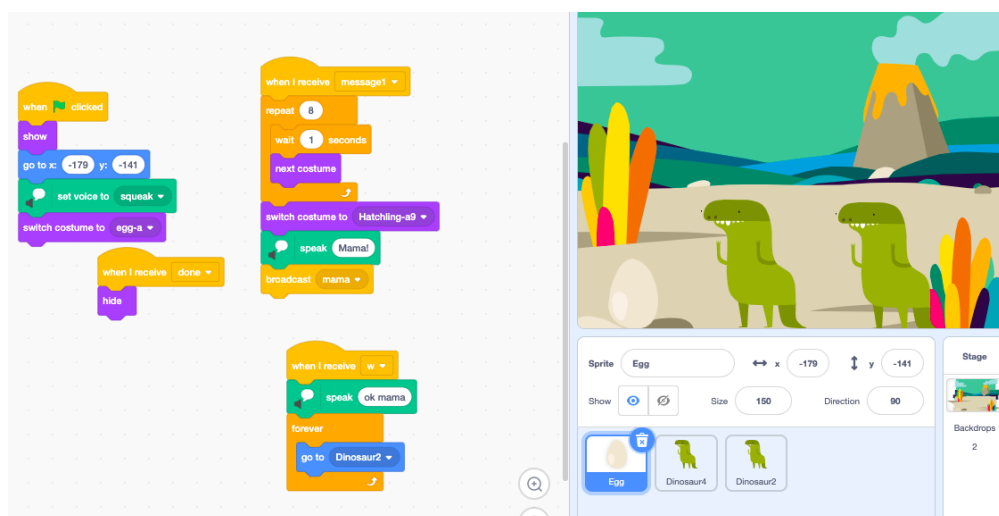 when clicked
show
go to x: -179 y: -141
set voice to squeak
switch costume to egg-a
when I receive done
hide
when I receive message1
repeat 8
wait 1 seconds
next costume
switch costume to Hatchling-a9
speak Mama!
broadcast mama
when I receive w
speak ok mama
forever
go to Dinosaur2
Sprite Egg x -179 y -141
Show Size 150 Direction 90
Egg Dinosaur4 Dinosaur2
Stage
Backdrops
2